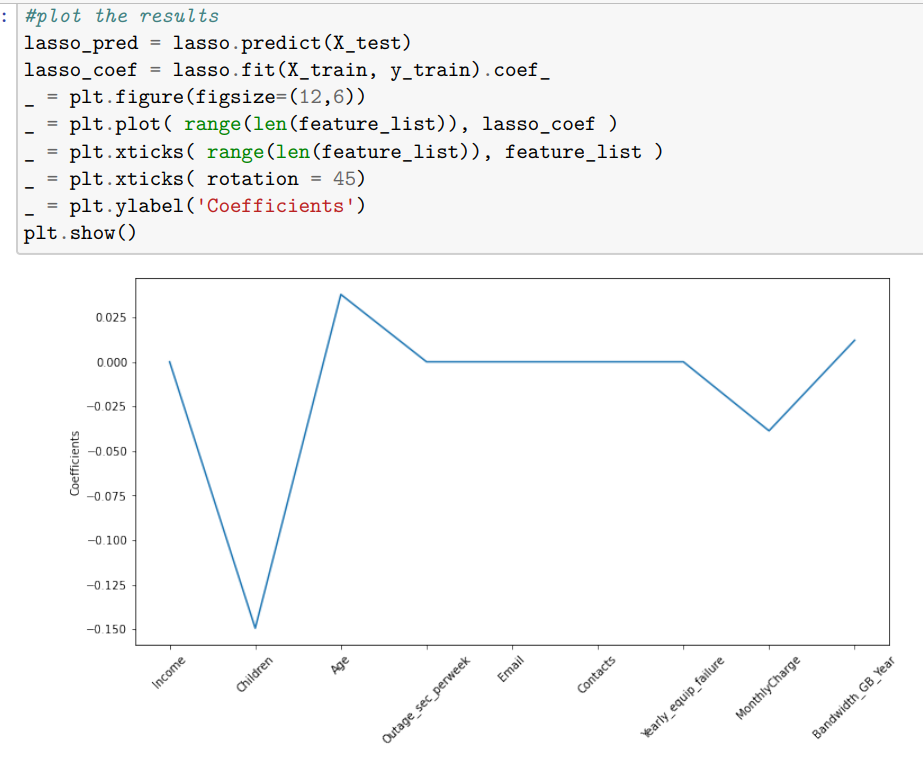 : #plot the results
lasso_pred = lasso.predict(X_test)
lasso_coef = lasso.fit(X_train, y_train).coef_
_ = plt.figure(figsize=(12,6))
_ = plt.plot( range(len(feature_list)), lasso_coef )
_ = plt.xticks( range(len(feature_list)), feature_list )
_ = plt.xticks( rotation = 45)
_ = plt.ylabel('Coefficients')
plt.show()
0.025
0.000
−0.025
−0.050
−0.075
−0.100
−0.125
−0.150
Coefficients
Income
Children
Age
Outage_sec_perweek
Email
Contacts
Yearly_equip_failure
MonthlyCharge
Bandwidth_GB_Year